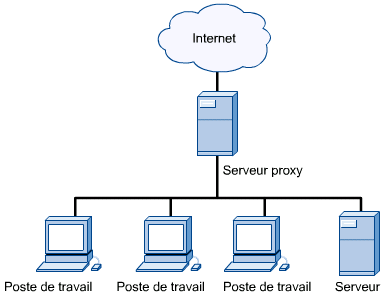 Internet
Serveur proxy
Poste de travail
Poste de travail
Poste de travail
Serveur